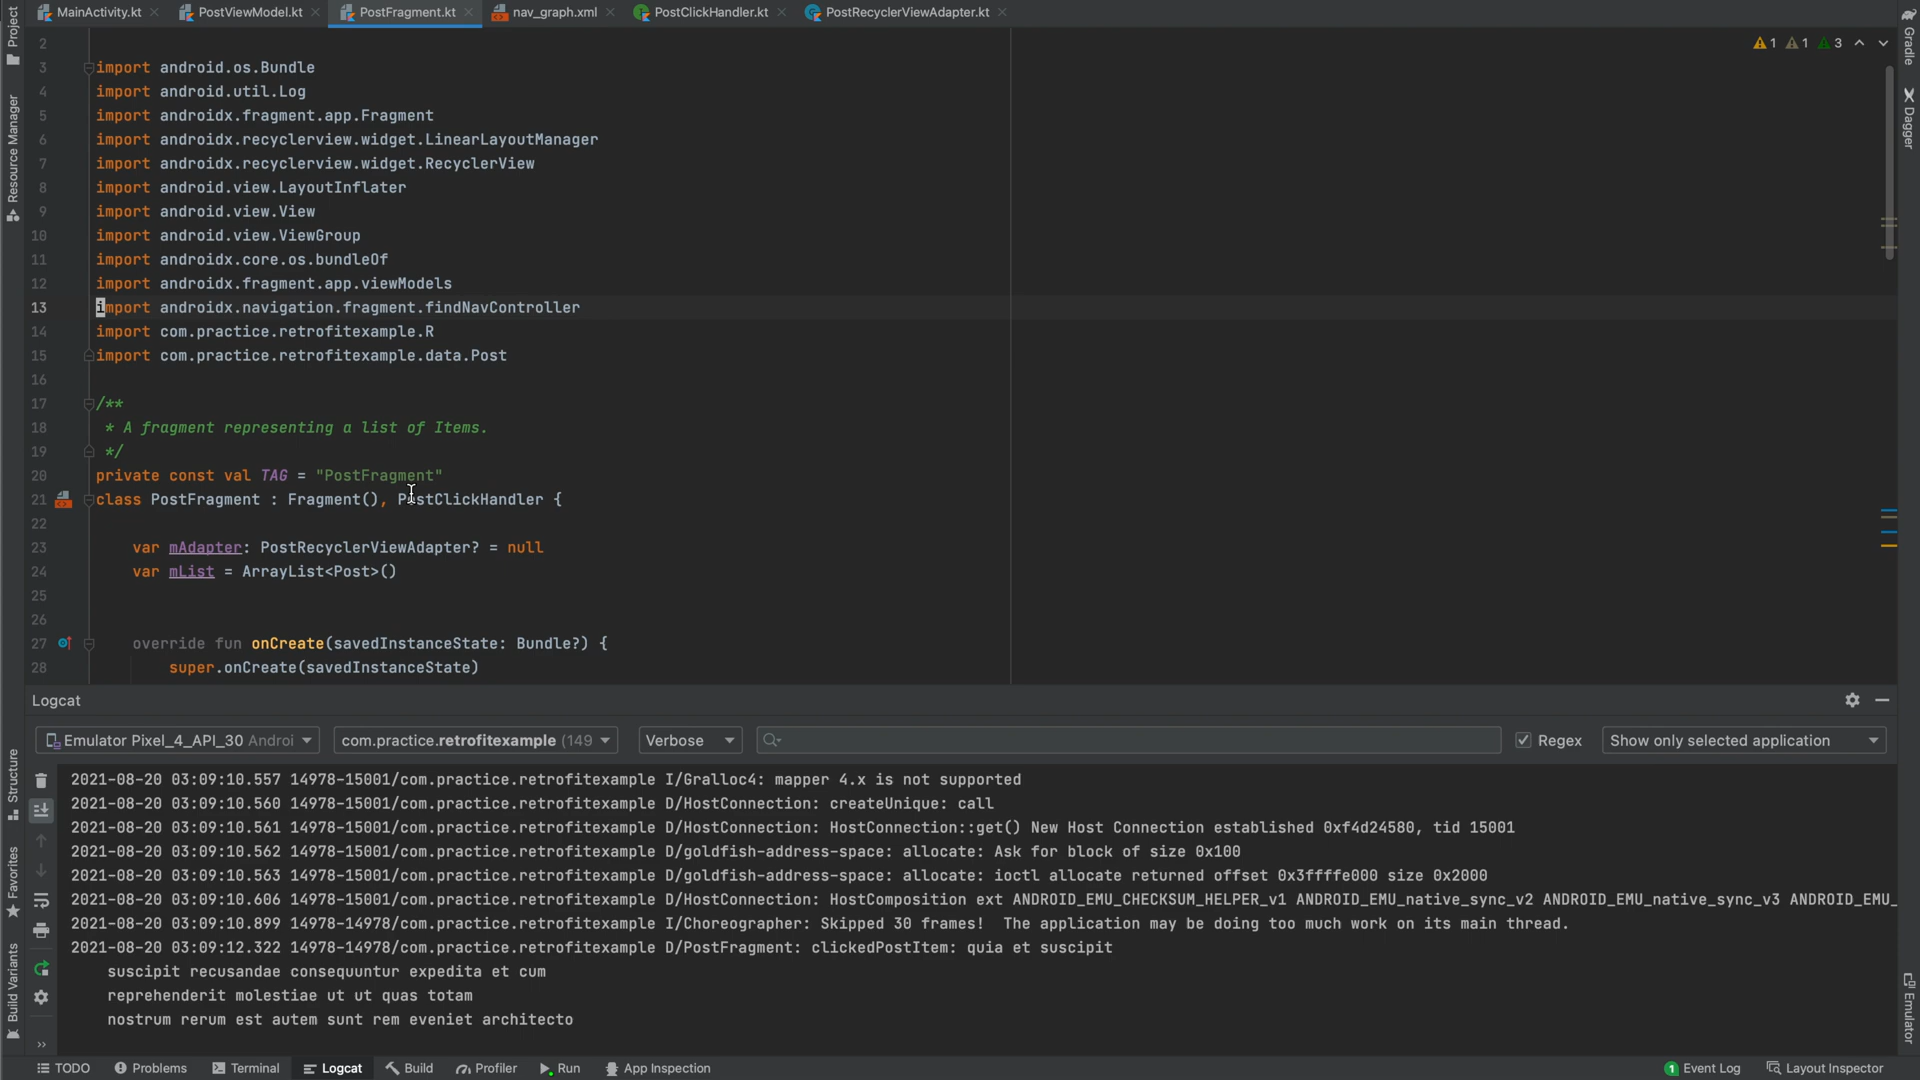 MainActivity.kt PostViewModel.kt PostFragment.kt nav_graph.xml PostClickHandler.kt PostRecyclerViewAdapter.kt
Project
Resource Manager
Structure
Favorites
Build Variants
2
3 import android.os.Bundle
4 import android.util.Log
5 import androidx.fragment.app.Fragment
6 import androidx.recyclerview.widget.LinearLayoutManager
7 import androidx.recyclerview.widget.RecyclerView
8 import android.view.LayoutInflater
9 import android.view.View
10 import android.view.ViewGroup
11 import androidx.core.os.bundleOf
12 import androidx.fragment.app.viewModels
13 import androidx.navigation.fragment.findNavController
14 import com.practice.retrofitexample.R
15 import com.practice.retrofitexample.data.Post
16
17 /**
18 * A fragment representing a list of Items.
19 */
20 private const val TAG = "PostFragment"
21 class PostFragment : Fragment(), PostClickHandler {
22
23 var mAdapter: PostRecyclerViewAdapter? = null
24 var mList = ArrayList<Post>()
25
26
27 override fun onCreate(savedInstanceState: Bundle?) {
28 super.onCreate(savedInstanceState)
1 1 3
Gradle
Dagger
Emulator
Logcat
Emulator Pixel_4_API_30 Androi com.practice.retrofitexample (149 Verbose Regex Show only selected application
2021-08-20 03:09:10.557 14978-15001/com.practice.retrofitexample I/Gralloc4: mapper 4.x is not supported
2021-08-20 03:09:10.560 14978-15001/com.practice.retrofitexample D/HostConnection: createUnique: call
2021-08-20 03:09:10.561 14978-15001/com.practice.retrofitexample D/HostConnection: HostConnection::get() New Host Connection established 0xf4d24580, tid 15001
2021-08-20 03:09:10.562 14978-15001/com.practice.retrofitexample D/goldfish-address-space: allocate: Ask for block of size 0x100
2021-08-20 03:09:10.563 14978-15001/com.practice.retrofitexample D/goldfish-address-space: allocate: ioctl allocate returned offset 0x3ffffe000 size 0x2000
2021-08-20 03:09:10.606 14978-15001/com.practice.retrofitexample D/HostConnection: HostComposition ext ANDROID_EMU_CHECKSUM_HELPER_v1 ANDROID_EMU_native_sync_v2 ANDROID_EMU_native_sync_v3 ANDROID_EMU_
2021-08-20 03:09:10.899 14978-14978/com.practice.retrofitexample I/Choreographer: Skipped 30 frames!  The application may be doing too much work on its main thread.
2021-08-20 03:09:12.322 14978-14978/com.practice.retrofitexample D/PostFragment: clickedPostItem: quia et suscipit
suscipit recusandae consequuntur expedita et cum
reprehenderit molestiae ut ut quas totam
nostrum rerum est autem sunt rem eveniet architecto
TODO Problems Terminal Logcat Build Profiler Run App Inspection 1 Event Log Layout Inspector